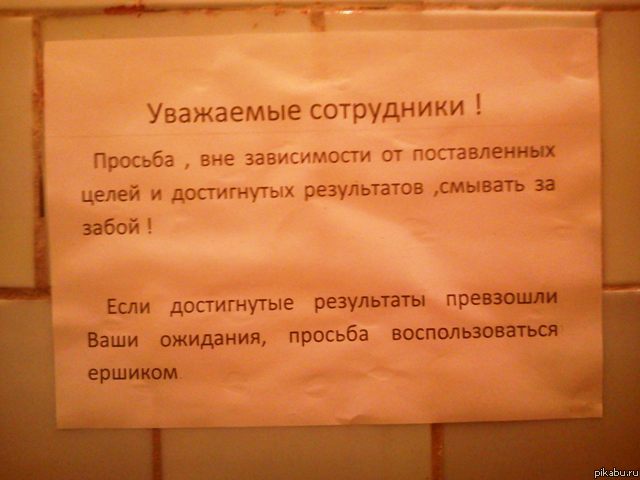 Уважаемые сотрудники !
Просьба , вне зависимости от поставленных
целей и достигнутых результатов ,смывать за
забой !
Если достигнутые результаты превзошли
Ваши ожидания, просьба воспользоваться
ершиком.
pikabu.ru